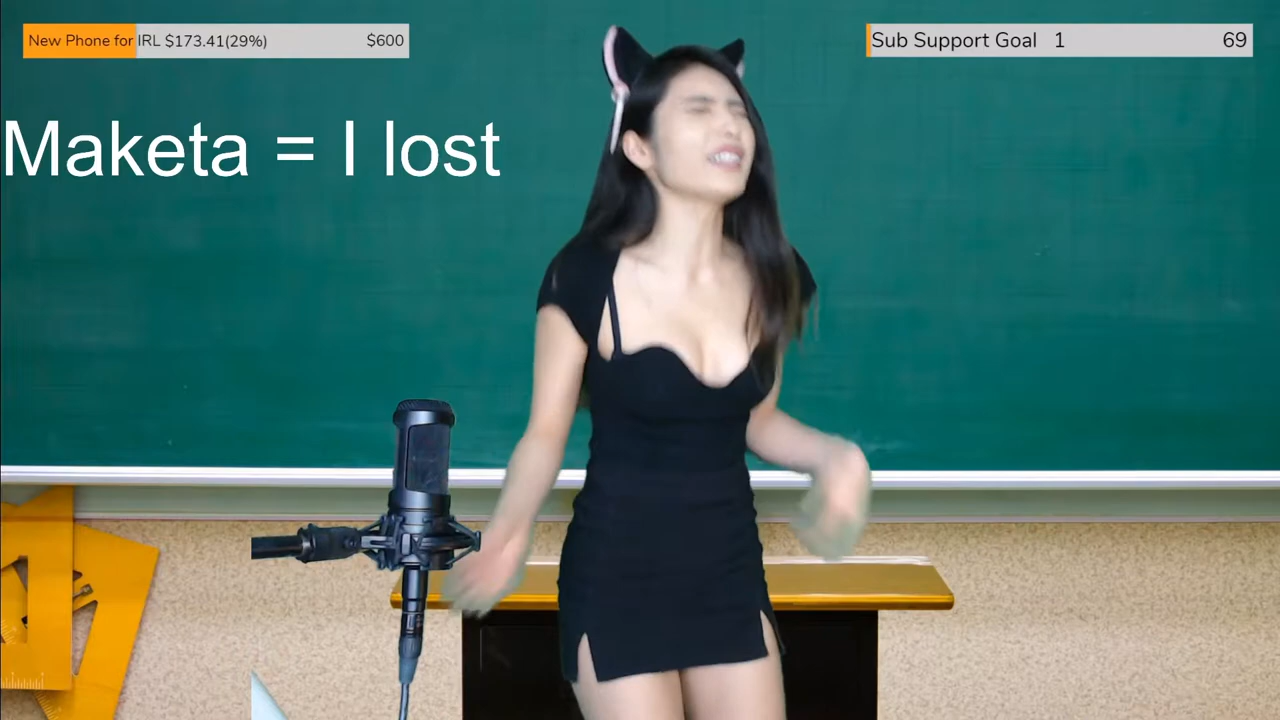 New Phone for IRL $173.41(29%) $600
Sub Support Goal 1 69
Maketa = I lost